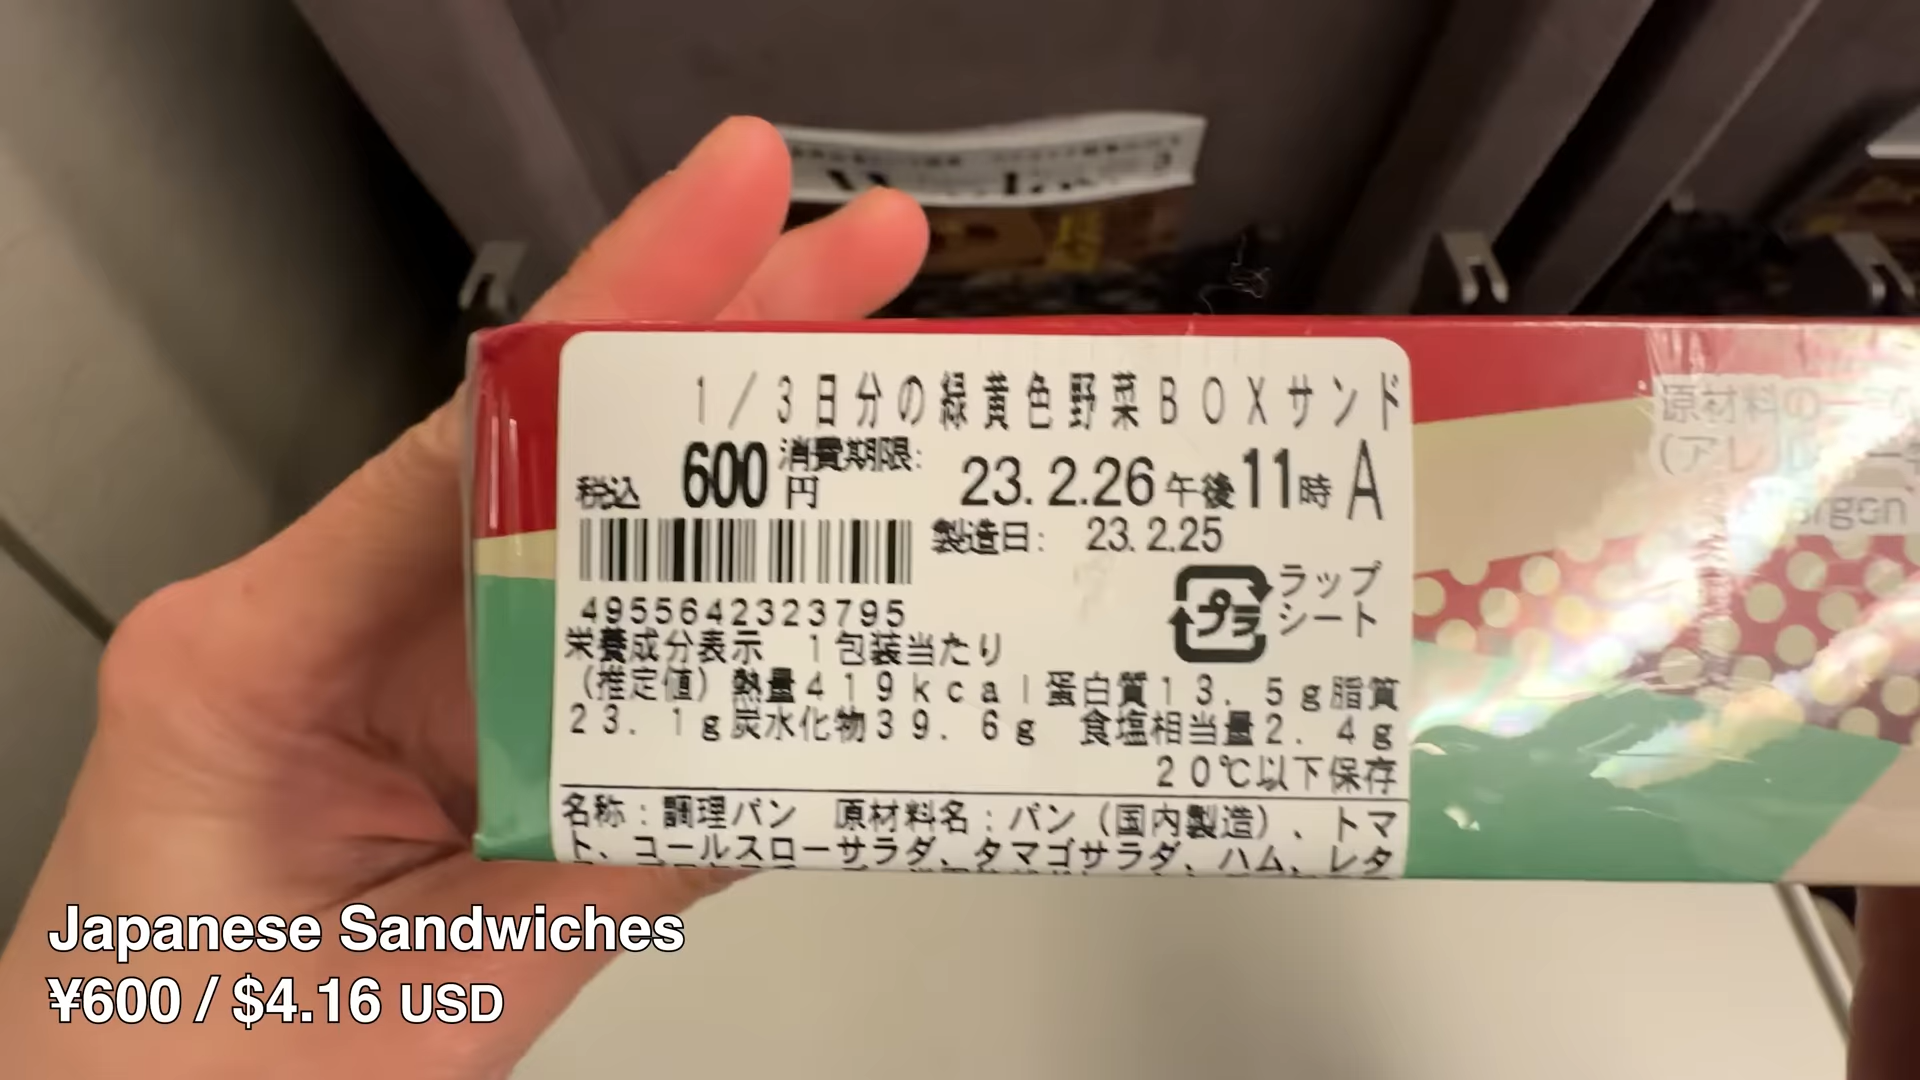 1/3日分の緑黄色野菜BOXサンド
税込 600円 消費期限: 23.2.26午後11時 A
製造日: 23.2.25
4955642323795
プラ
ラップ
シート
栄養成分表示 1包装当たり
(推定値)熱量419kcal蛋白質13.5g脂質
23.1g炭水化物39.6g 食塩相当量2.4g
20℃以下保存
名称:調理パン 原材料名:パン(国内製造)、トマ
ト、コールスローサラダ、タマゴサラダ、ハム、レタ
原材料の一
Japanese Sandwiches
¥600 / $4.16 USD